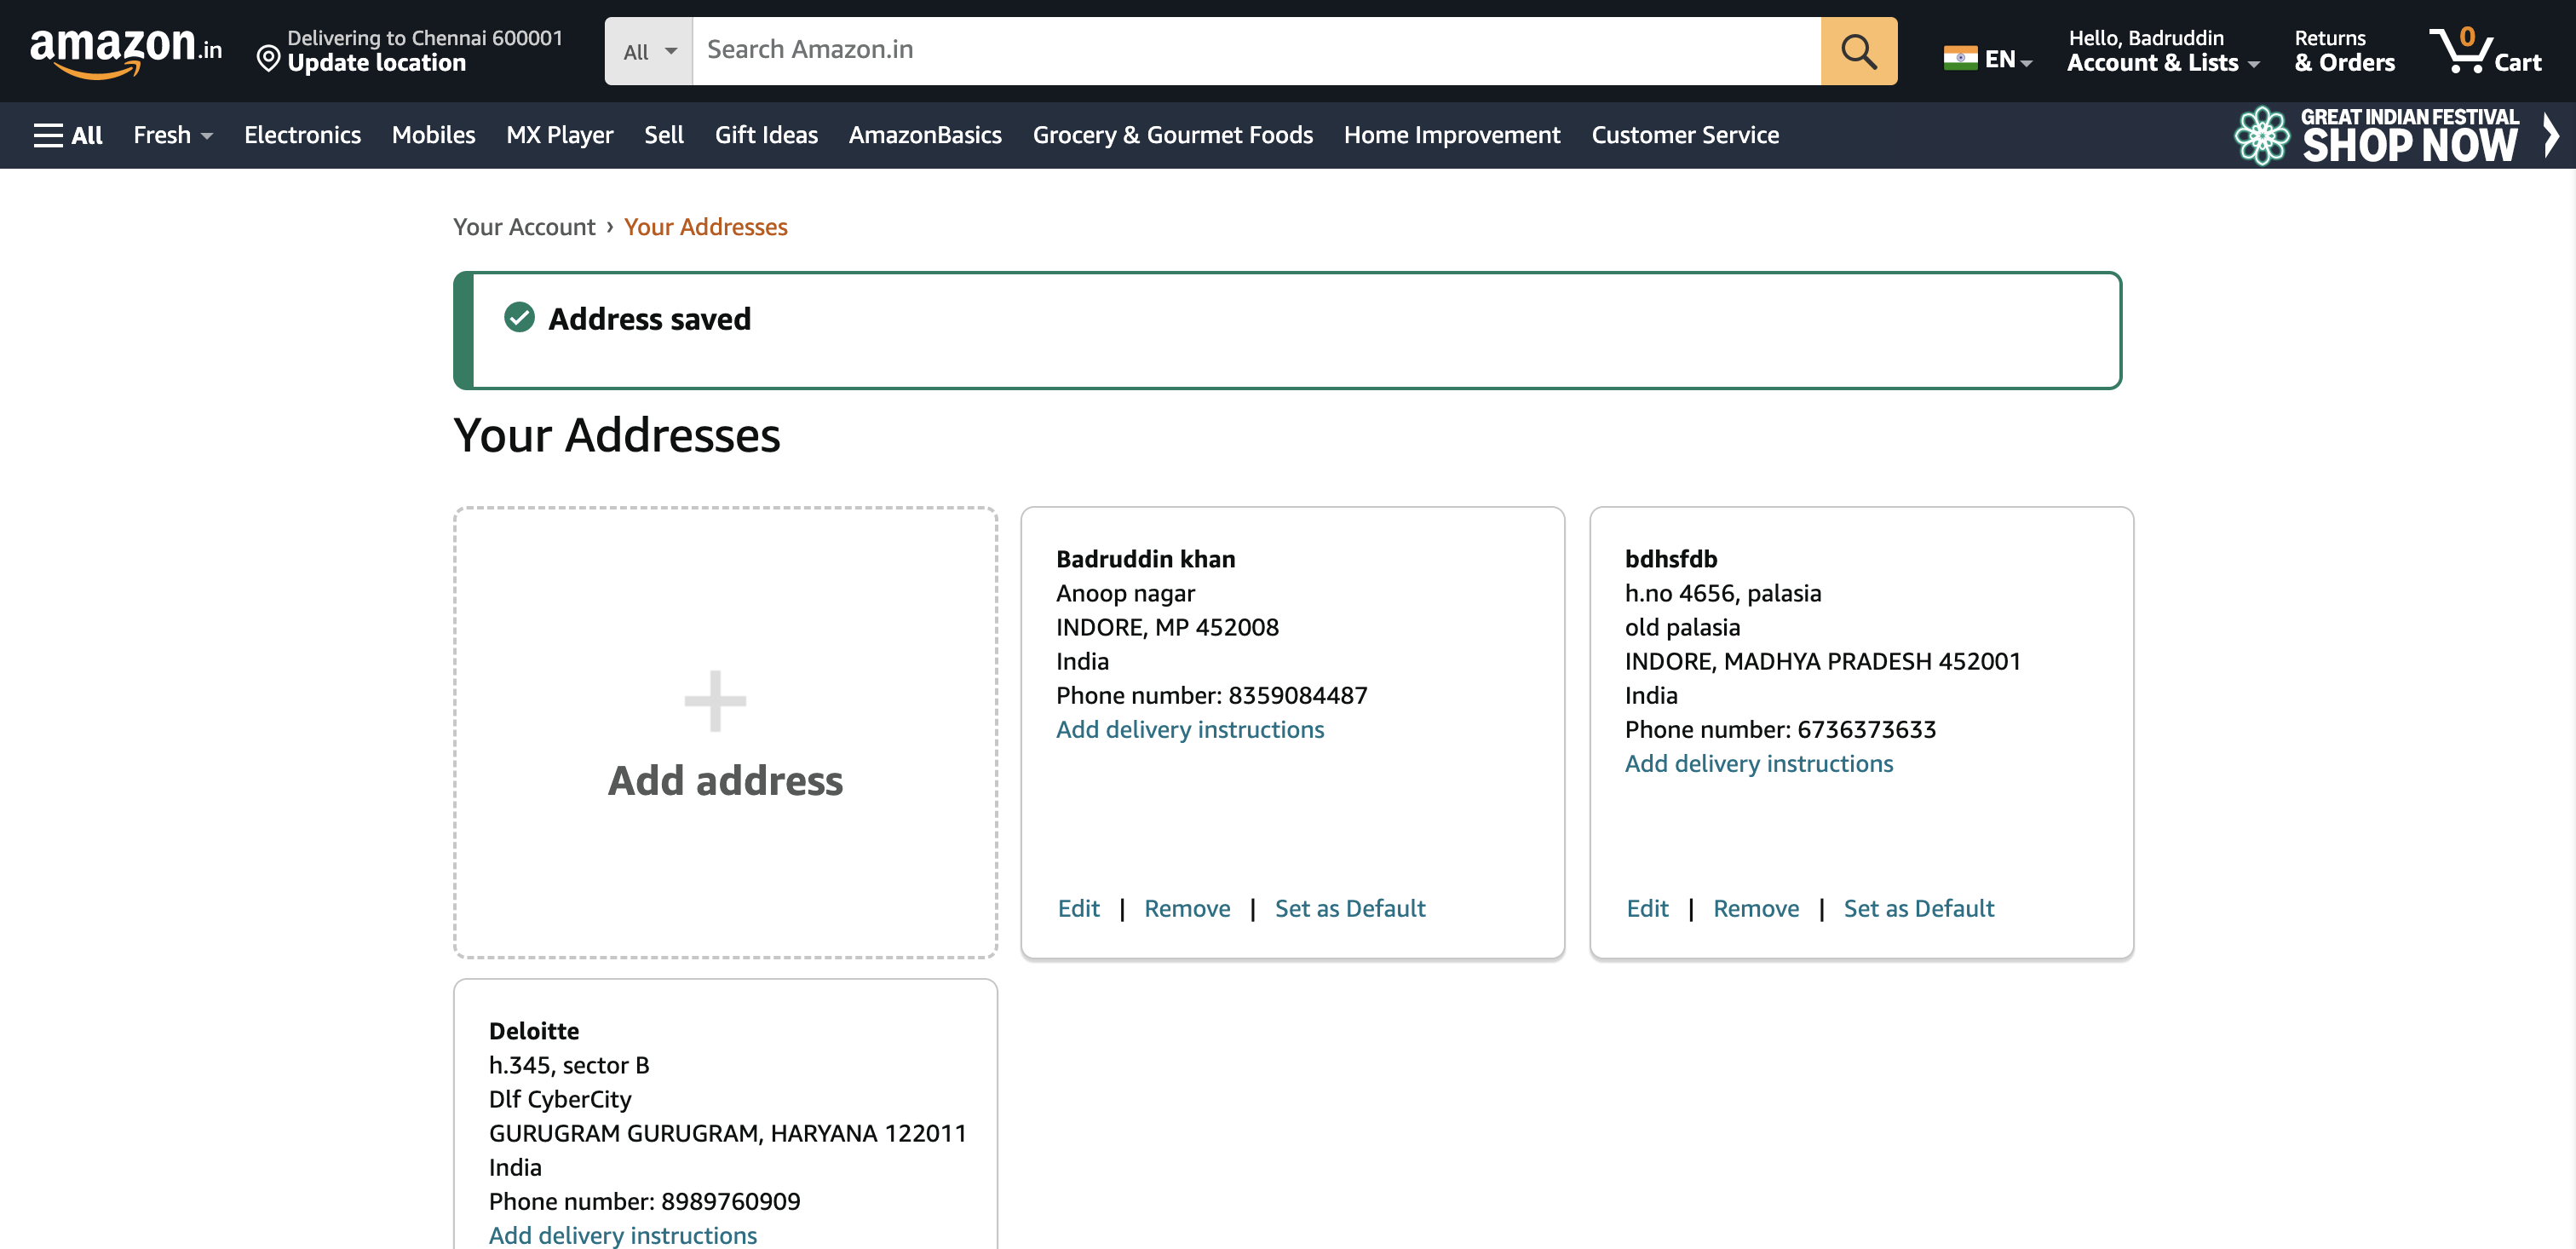 amazon.in
Delivering to Chennai 600001
Update location
All
Search Amazon.in
EN
Hello, Badruddin
Account & Lists
Returns
& Orders
0
Cart
All
Fresh
Electronics
Mobiles
MX Player
Sell
Gift Ideas
AmazonBasics
Grocery & Gourmet Foods
Home Improvement
Customer Service
GREAT INDIAN FESTIVAL
SHOP NOW
Your Account › Your Addresses
Address saved
Your Addresses
Add address
Badruddin khan
Anoop nagar
INDORE, MP 452008
India
Phone number: 8359084487
Add delivery instructions
Edit | Remove | Set as Default
bdhsfdb
h.no 4656, palasia
old palasia
INDORE, MADHYA PRADESH 452001
India
Phone number: 6736373633
Add delivery instructions
Edit | Remove | Set as Default
Deloitte
h.345, sector B
Dlf CyberCity
GURUGRAM GURUGRAM, HARYANA 122011
India
Phone number: 8989760909
Add delivery instructions